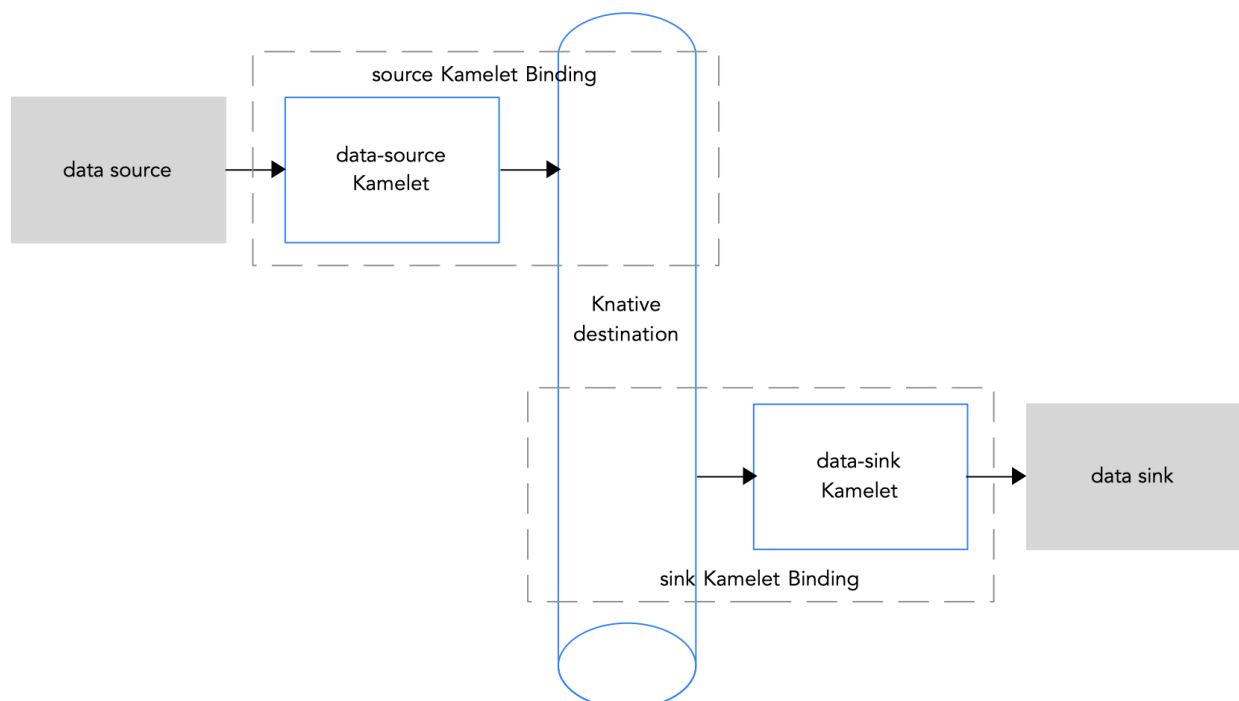 source Kamelet Binding
data source
data-source
Kamelet
Knative
destination
data-sink
Kamelet
data sink
sink Kamelet Binding